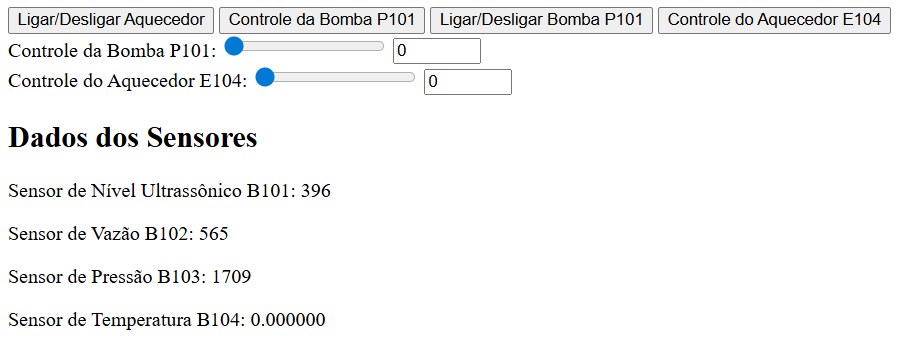 Ligar/Desligar Aquecedor Controle da Bomba P101 Ligar/Desligar Bomba P101 Controle do Aquecedor E104
Controle da Bomba P101: 0
Controle do Aquecedor E104: 0
Dados dos Sensores
Sensor de Nível Ultrassônico B101: 396
Sensor de Vazão B102: 565
Sensor de Pressão B103: 1709
Sensor de Temperatura B104: 0.000000